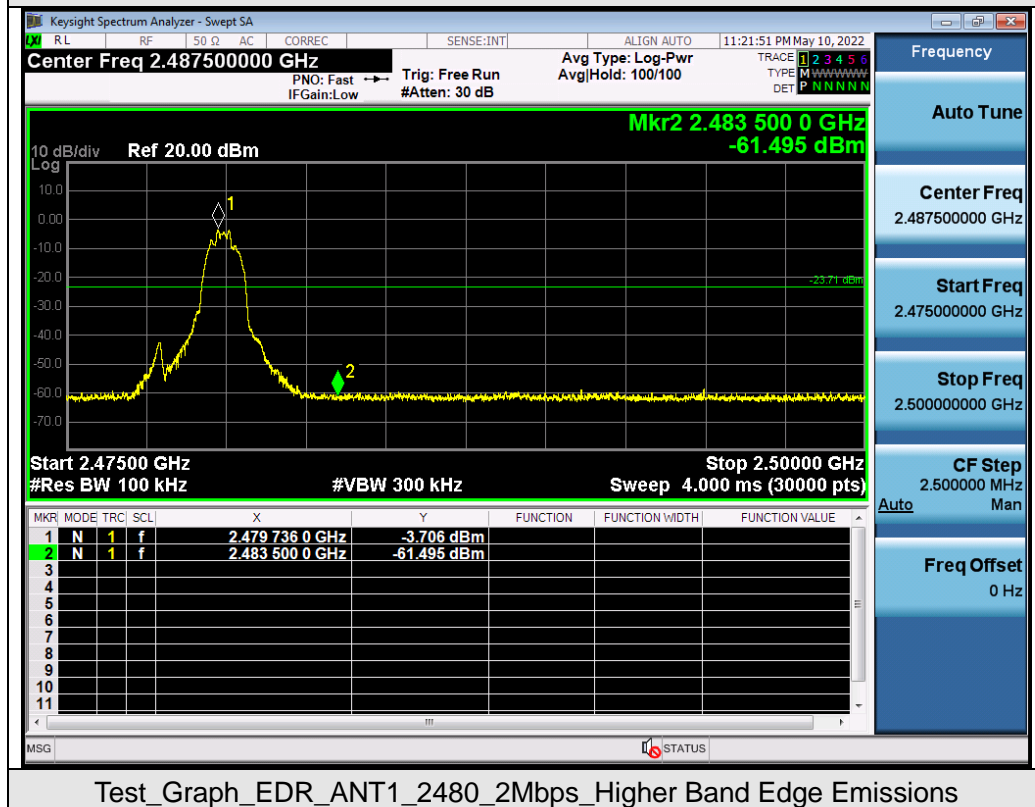 Keysight Spectrum Analyzer - Swept SA
LXI RL RF 50 Ω AC CORREC SENSE:INT ALIGN AUTO 11:21:51 PM May 10, 2022
Center Freq 2.487500000 GHz
PNO: Fast
IFGain:Low
Trig: Free Run
#Atten: 30 dB
Avg Type: Log-Pwr
Avg|Hold: 100/100
TRACE 1 2 3 4 5 6
TYPE M WWWWW
DET P N N N N N
Mkr2 2.483 500 0 GHz
-61.495 dBm
10 dB/div Ref 20.00 dBm
Log
10.0
0.00
-10.0
-20.0
-30.0
-40.0
-50.0
-60.0
-70.0
1
-23.71 dBm
2
Start 2.47500 GHz Stop 2.50000 GHz
#Res BW 100 kHz #VBW 300 kHz Sweep 4.000 ms (30000 pts)
MKR MODE TRC SCL X Y FUNCTION FUNCTION WIDTH FUNCTION VALUE
1 N 1 f 2.479 736 0 GHz -3.706 dBm
2 N 1 f 2.483 500 0 GHz -61.495 dBm
3
4
5
6
7
8
9
10
11
MSG STATUS
Frequency
Auto Tune
Center Freq
2.487500000 GHz
Start Freq
2.475000000 GHz
Stop Freq
2.500000000 GHz
CF Step
2.500000 MHz
Auto Man
Freq Offset
0 Hz
Test_Graph_EDR_ANT1_2480_2Mbps_Higher Band Edge Emissions